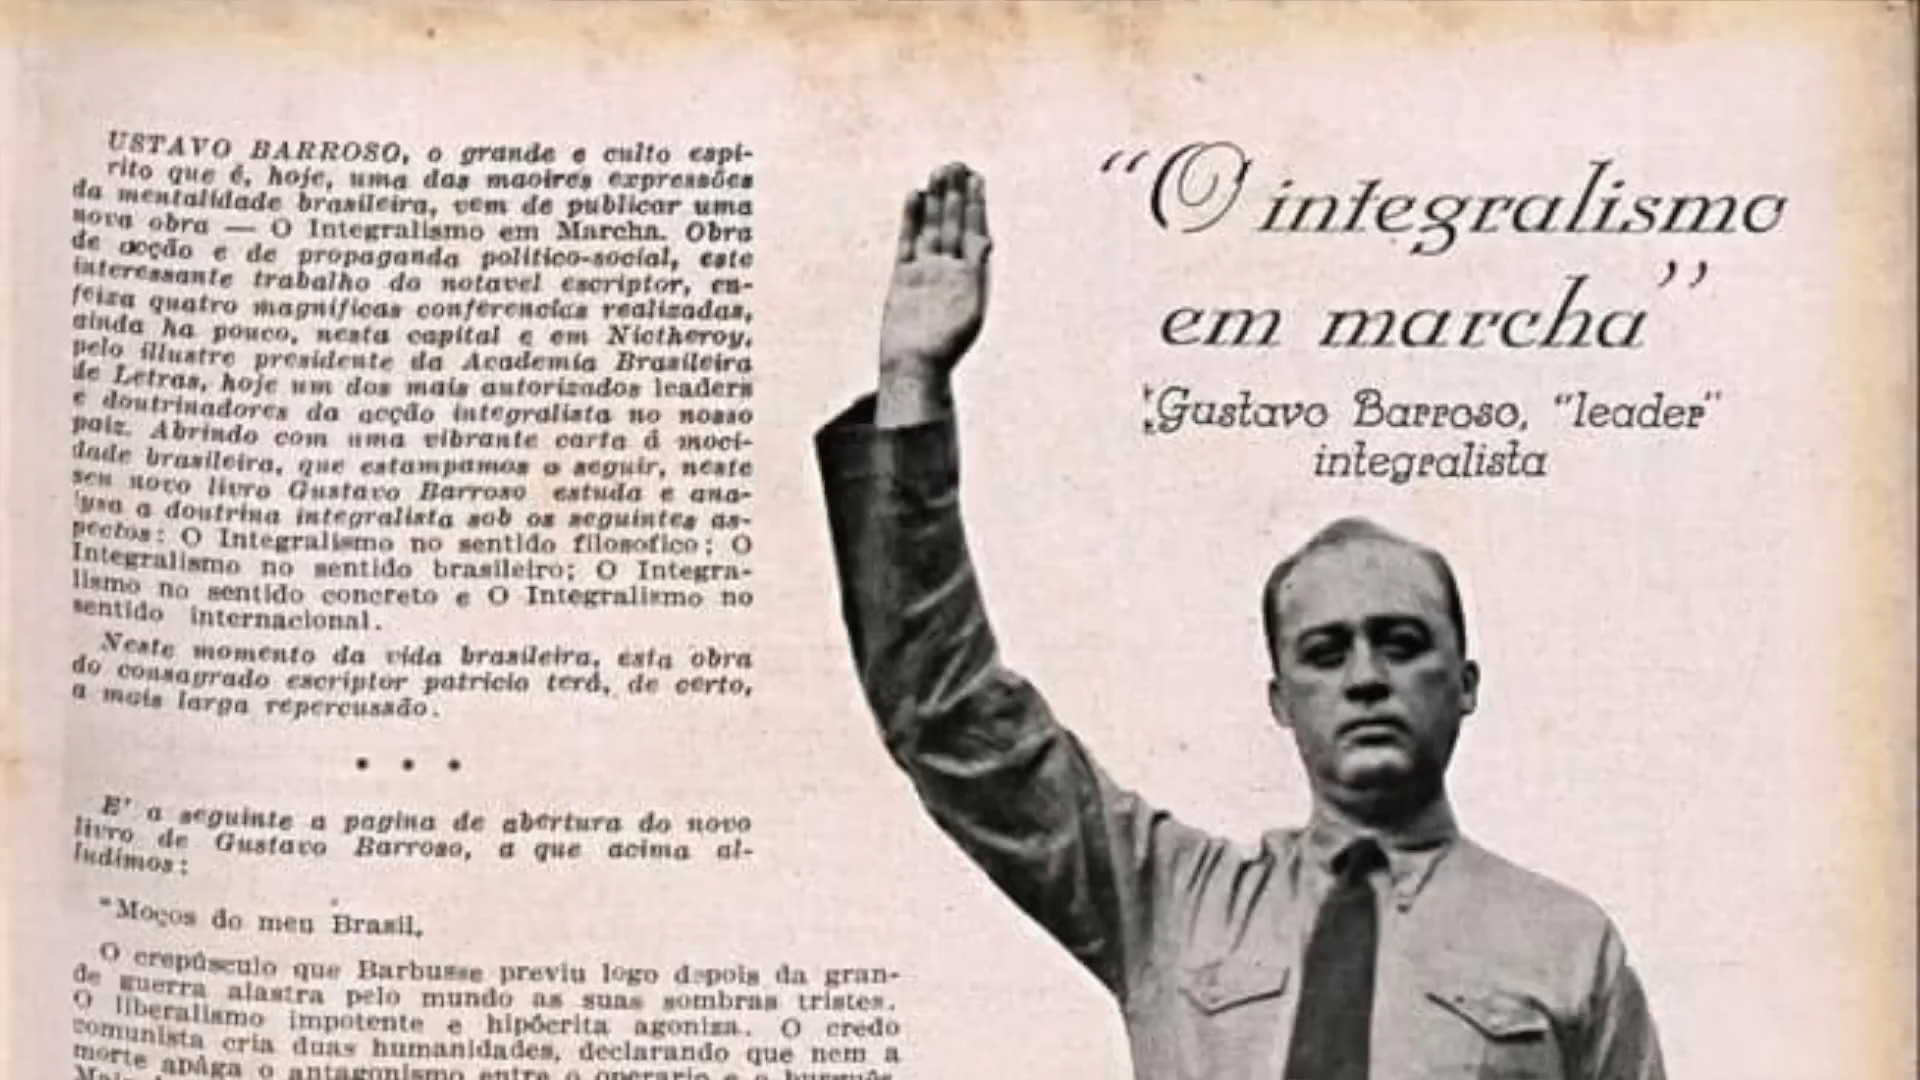 USTAVO BARROSO, o grande e culto espi-
rito que é, hoje, uma das maoires expressões
da mentalidade brasileira, vem de publicar uma
nova obra — O Integralismo em Marcha. Obra
de acção e de propaganda politico-social, este
interessante trabalho do notavel escriptor, en-
feixa quatro magnificas conferencias realizadas,
ainda ha pouco, nesta capital e em Nictheroy,
pelo illustre presidente da Academia Brasileira
de Letras, hoje um dos mais autorizados leaders
e doutrinadores da acção integralista no nosso
paiz. Abrindo com uma vibrante carta á moci-
dade brasileira, que estampamos a seguir, neste
seu novo livro Gustavo Barroso estuda e ana-
lysa a doutrina integralista sob os seguintes as-
pectos: O Integralismo no sentido filosofico; O
Integralismo no sentido brasileiro; O Integra-
lismo no sentido concreto e O Integralismo no
sentido internacional.
Neste momento da vida brasileira, esta obra
do consagrado escriptor patricio terá, de certo,
a mais larga repercussão.
• • •
E' a seguinte a pagina de abertura do novo
livro de Gustavo Barroso, a que acima al-
ludimos:
"Moços do meu Brasil,
O crepúsculo que Barbusse previu logo depois da gran-
de guerra alastra pelo mundo as suas sombras tristes.
O liberalismo impotente e hipócrita agoniza. O credo
comunista cria duas humanidades, declarando que nem a
morte apága o antagonismo entre o operario e o burguês.
"O integralismo
em marcha"
Gustavo Barroso, "leader"
integralista